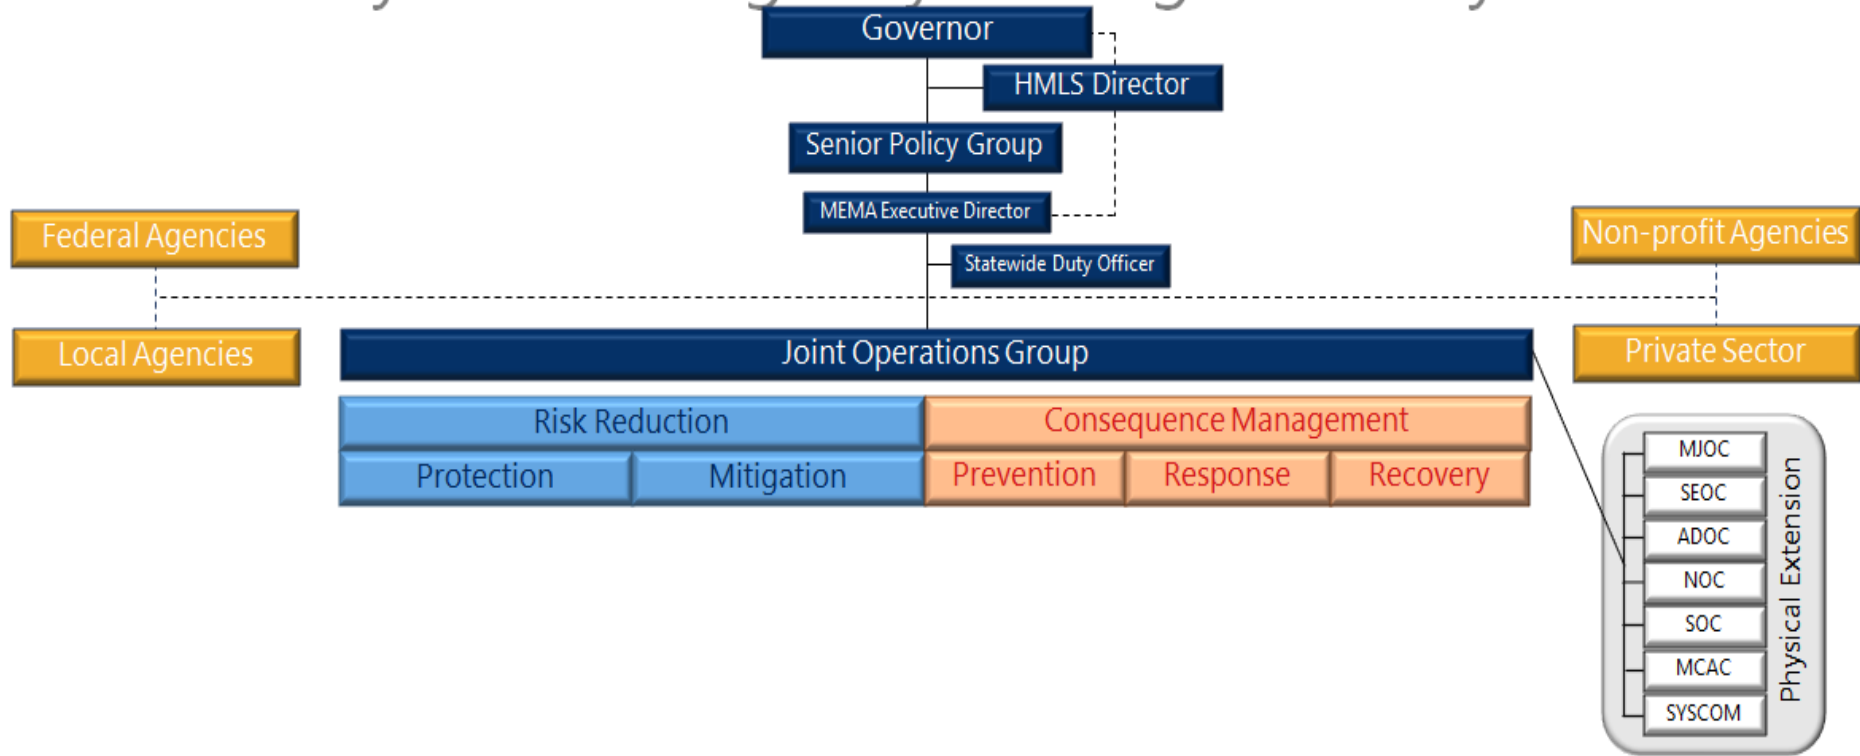 Governor
HMLS Director
Senior Policy Group
MEMA Executive Director
Federal Agencies
Non-profit Agencies
Statewide Duty Officer
Local Agencies
Joint Operations Group
Private Sector
Risk Reduction
Consequence Management
Protection
Mitigation
Prevention
Response
Recovery
MJOC
SEOC
ADOC
NOC
SOC
MCAC
SYSCOM
Physical Extension